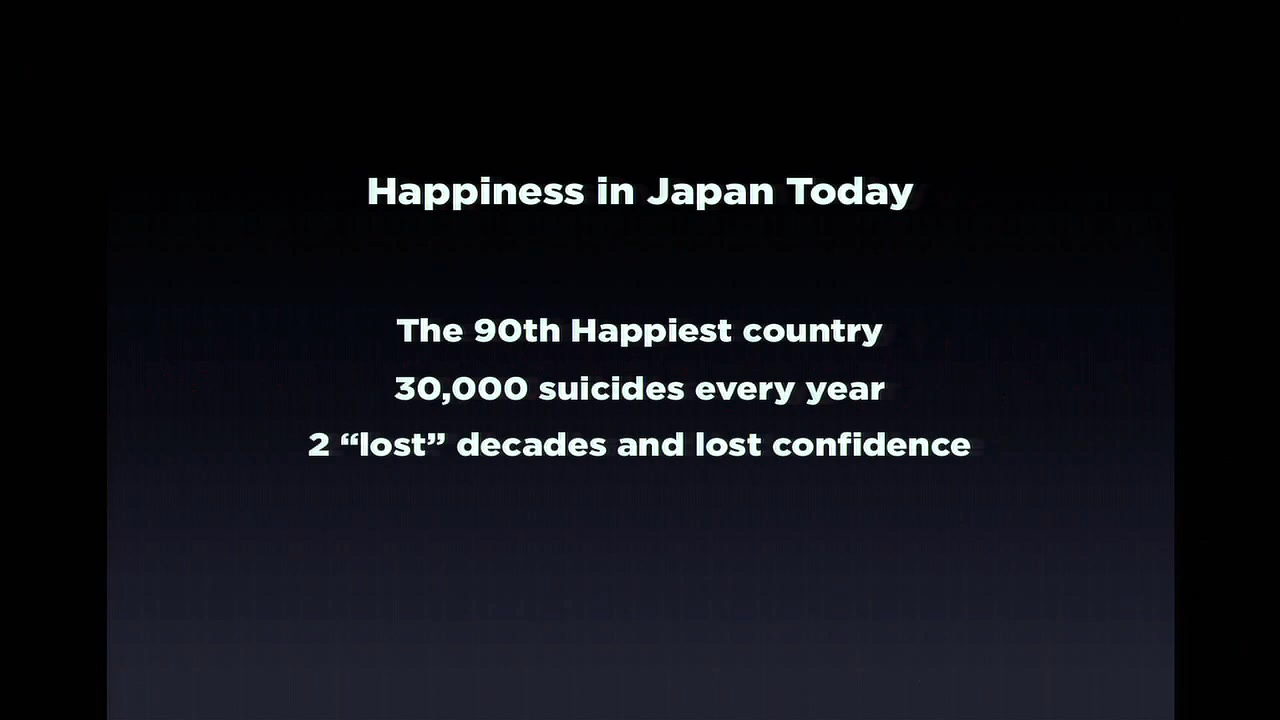 Happiness in Japan Today
The 90th Happiest country
30,000 suicides every year
2 “lost” decades and lost confidence